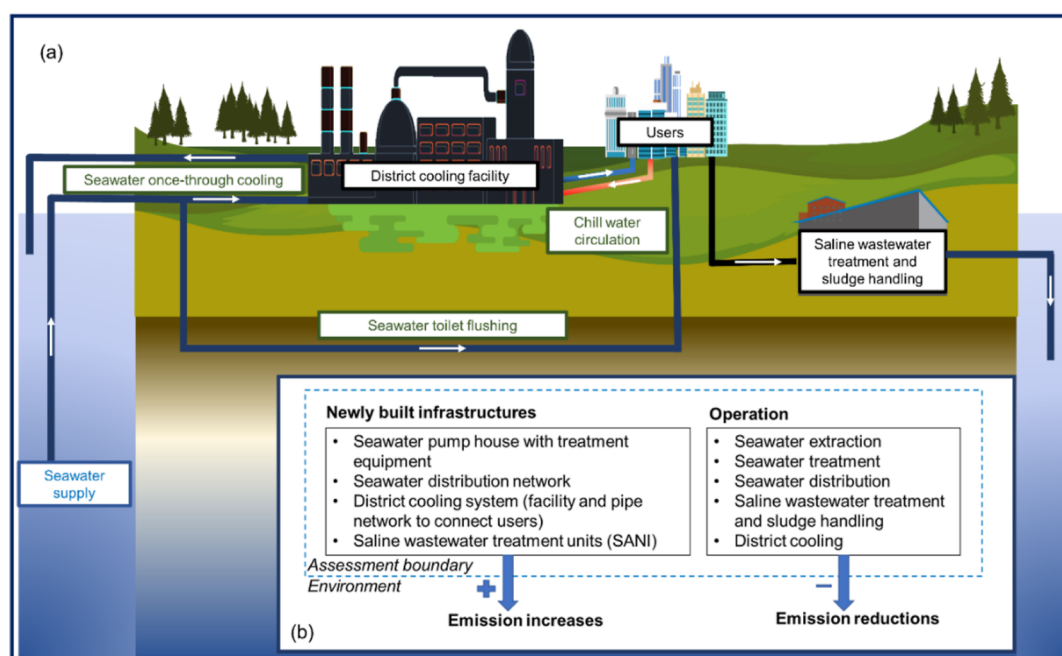 (a)
Users
Seawater once-through cooling
District cooling facility
Chill water
circulation
Saline wastewater
treatment and
sludge handling
Seawater toilet flushing
Seawater
supply
Newly built infrastructures
• Seawater pump house with treatment
equipment
• Seawater distribution network
• District cooling system (facility and pipe
network to connect users)
• Saline wastewater treatment units (SANI)
Operation
• Seawater extraction
• Seawater treatment
• Seawater distribution
• Saline wastewater treatment
and sludge handling
• District cooling
Assessment boundary
Environment
+
−
Emission increases
Emission reductions
(b)